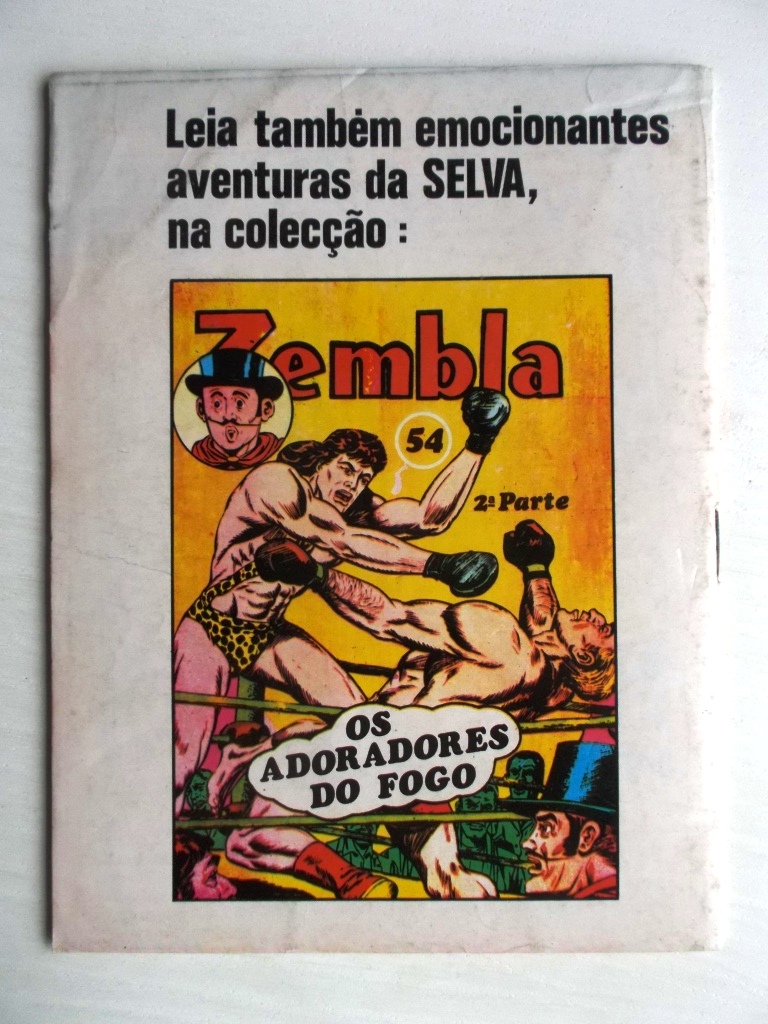 Leia também emocionantes
aventuras da SELVA,
na colecção :
Zembla
54
2ª Parte
OS
ADORADORES
DO FOGO